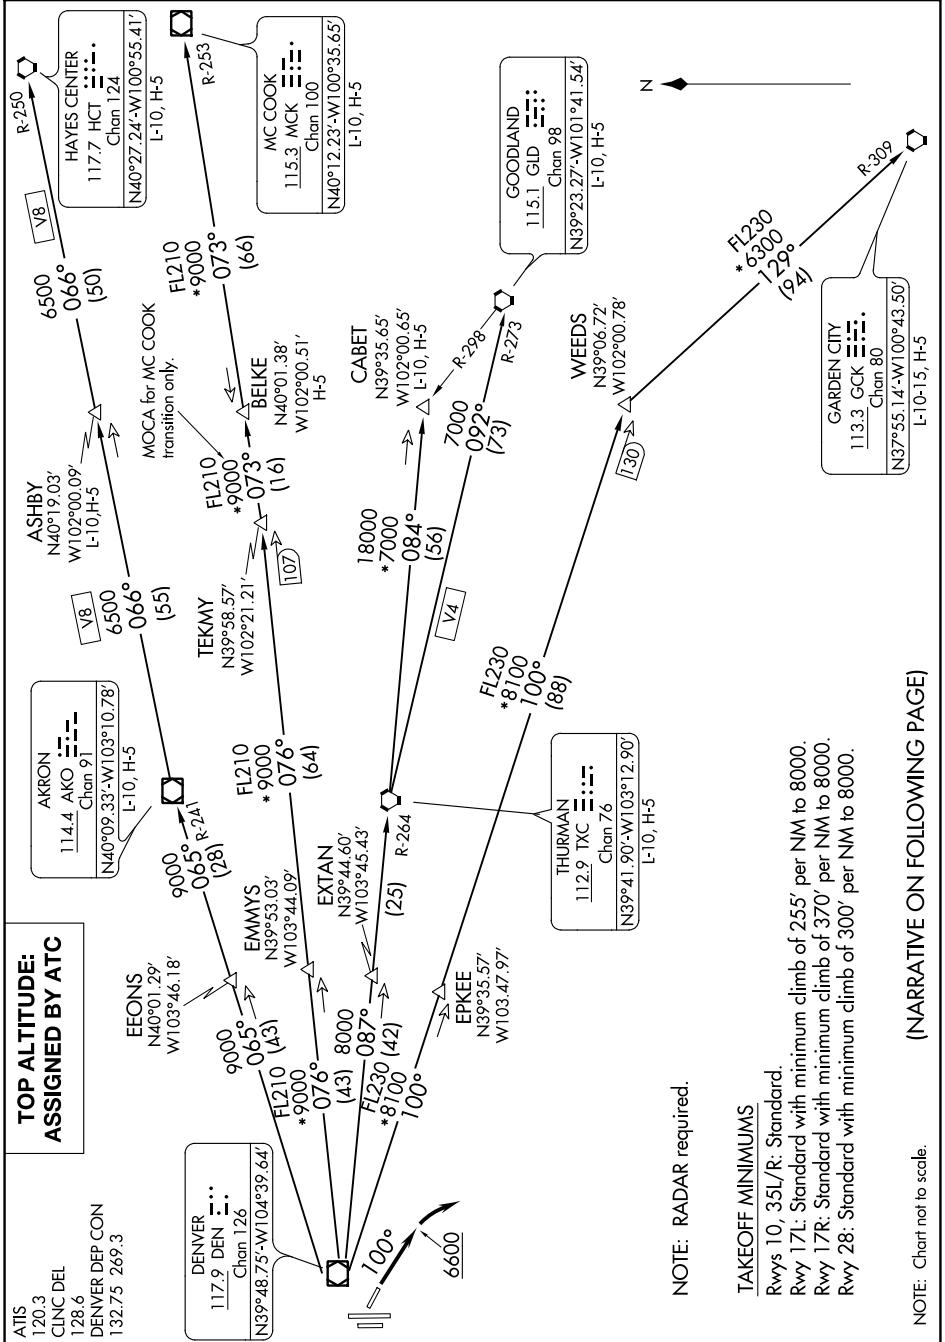 ATIS
120.3
CLNC DEL
128.6
DENVER DEP CON
132.75 269.3
TOP ALTITUDE:
ASSIGNED BY ATC
DENVER
117.9 DEN
Chan 126
N39°48.75'-W104°39.64'
100°
6600
9000
065°
(43)
EEONS
N40°01.29'
W103°46.18'
9000
065°
(28)
R-241
AKRON
114.4 AKO
Chan 91
N40°09.33'-W103°10.78'
L-10, H-5
V8
6500
066°
(55)
ASHBY
N40°19.03'
W102°00.09'
L-10,H-5
6500
066°
(50)
V8
R-250
HAYES CENTER
117.7 HCT
Chan 124
N40°27.24'-W100°55.41'
L-10, H-5
FL210
*9000
076°
(43)
EMMYS
N39°53.03'
W103°44.09'
FL210
*9000
076°
(64)
TEKMY
N39°58.57'
W102°21.21'
107
FL210
*9000
073°
(16)
MOCA for MC COOK
transition only.
BELKE
N40°01.38'
W102°00.51'
H-5
FL210
*9000
073°
(66)
R-253
MC COOK
115.3 MCK
Chan 100
N40°12.23'-W100°35.65'
L-10, H-5
8000
087°
(42)
EXTAN
N39°44.60'
W103°45.43'
(25)
R-264
THURMAN
112.9 TXC
Chan 76
N39°41.90'-W103°12.90'
L-10, H-5
18000
*7000
084°
(56)
CABET
N39°35.65'
W102°00.65'
L-10, H-5
R-298
V4
7000
092°
(73)
R-273
GOODLAND
115.1 GLD
Chan 98
N39°23.27'-W101°41.54'
L-10, H-5
FL230
*8100
100°
EPKEE
N39°35.57'
W103.47.97'
FL230
*8100
100°
(88)
130
WEEDS
N39°06.72'
W102°00.78'
FL230
*6300
129°
(94)
R-309
GARDEN CITY
113.3 GCK
Chan 80
N37°55.14'-W100°43.50'
L-10-15, H-5
N
NOTE: RADAR required.
TAKEOFF MINIMUMS
Rwys 10, 35L/R: Standard.
Rwy 17L: Standard with minimum climb of 255' per NM to 8000.
Rwy 17R: Standard with minimum climb of 370' per NM to 8000.
Rwy 28: Standard with minimum climb of 300' per NM to 8000.
NOTE: Chart not to scale.
(NARRATIVE ON FOLLOWING PAGE)